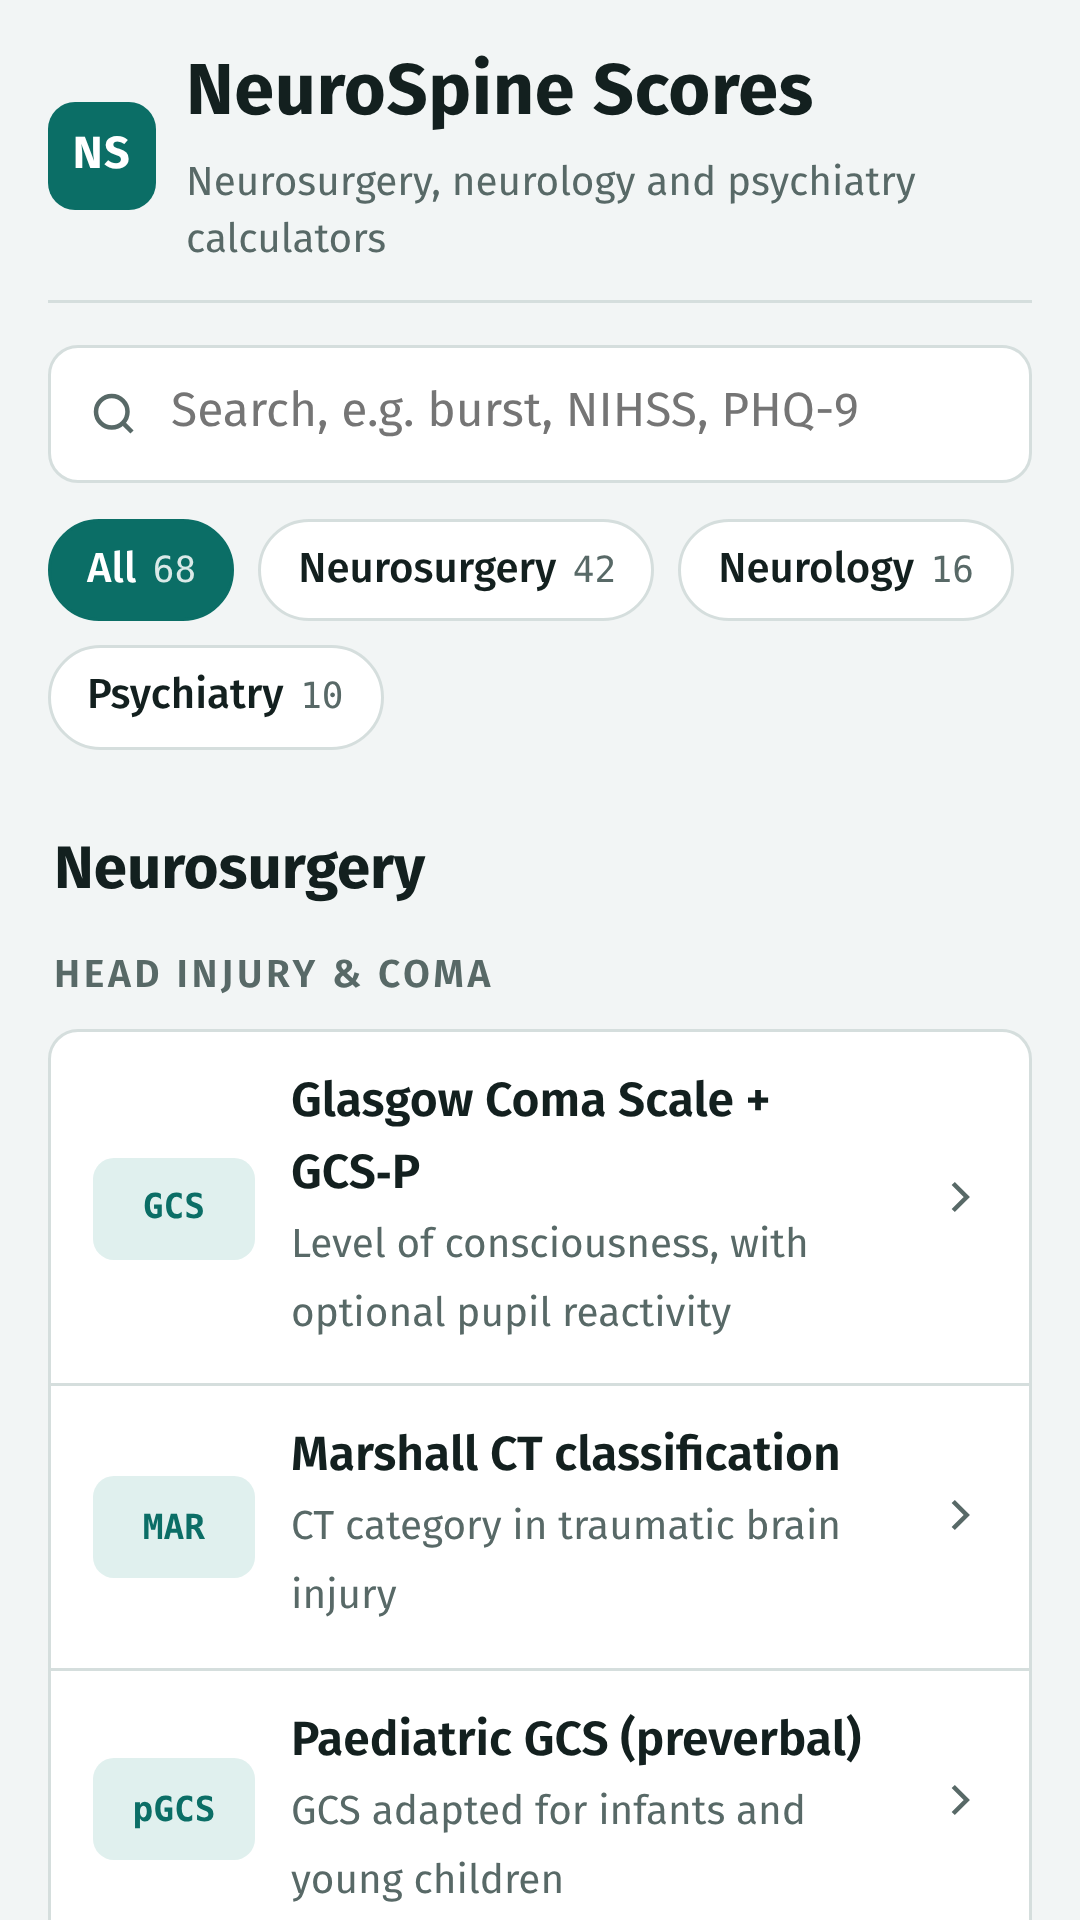 NS
NeuroSpine Scores
Neurosurgery, neurology and psychiatry
calculators
Search, e.g. burst, NIHSS, PHQ-9
All 68
Neurosurgery 42
Neurology 16
Psychiatry 10
Neurosurgery
HEAD INJURY & COMA
GCS
Glasgow Coma Scale +
GCS-P
Level of consciousness, with
optional pupil reactivity
MAR
Marshall CT classification
CT category in traumatic brain
injury
pGCS
Paediatric GCS (preverbal)
GCS adapted for infants and
young children